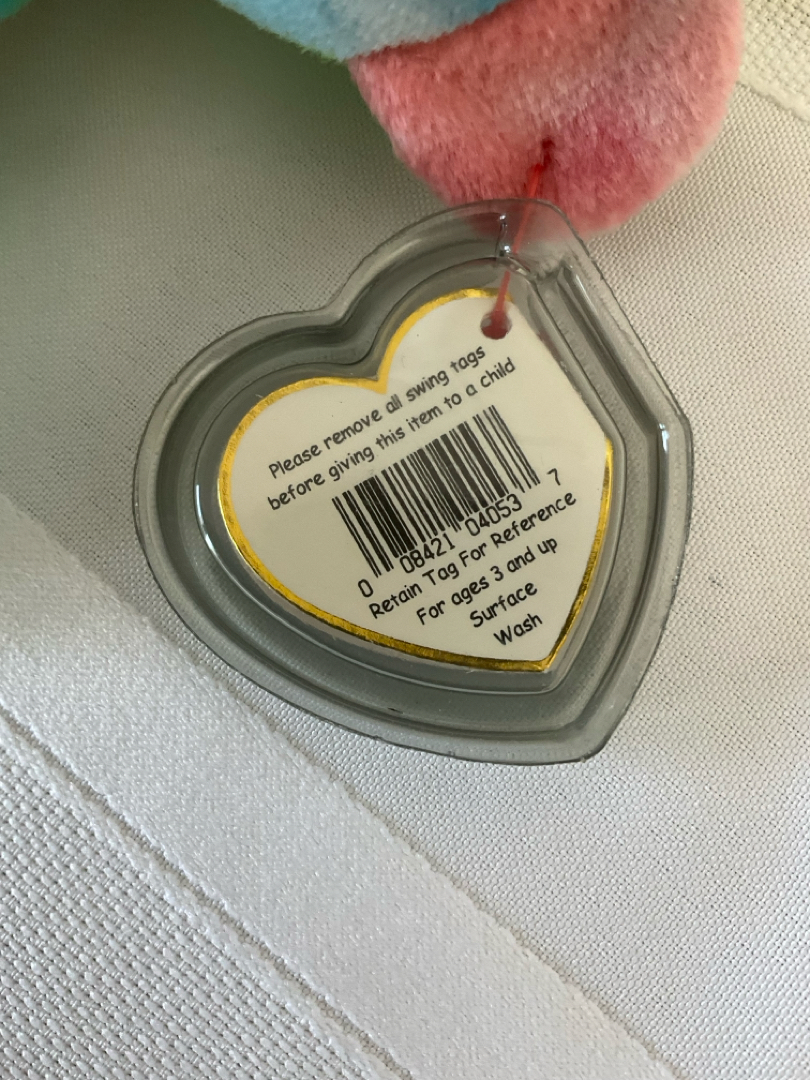 Please remove all swing tags
before giving this item to a child
0 08421 04053 7
Retain Tag For Reference
For ages 3 and up
Surface
Wash